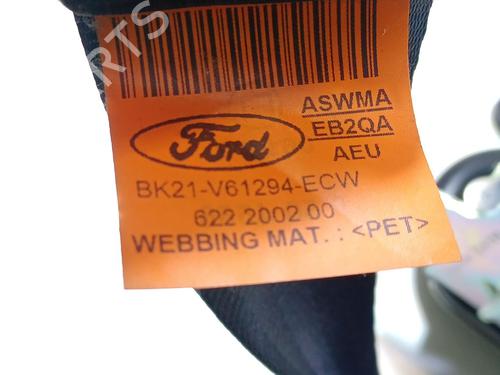 ASWMA
EB2QA
Ford
AEU
BK21-V61294-ECW
622 2002 00
WEBBING MAT. : <PET>